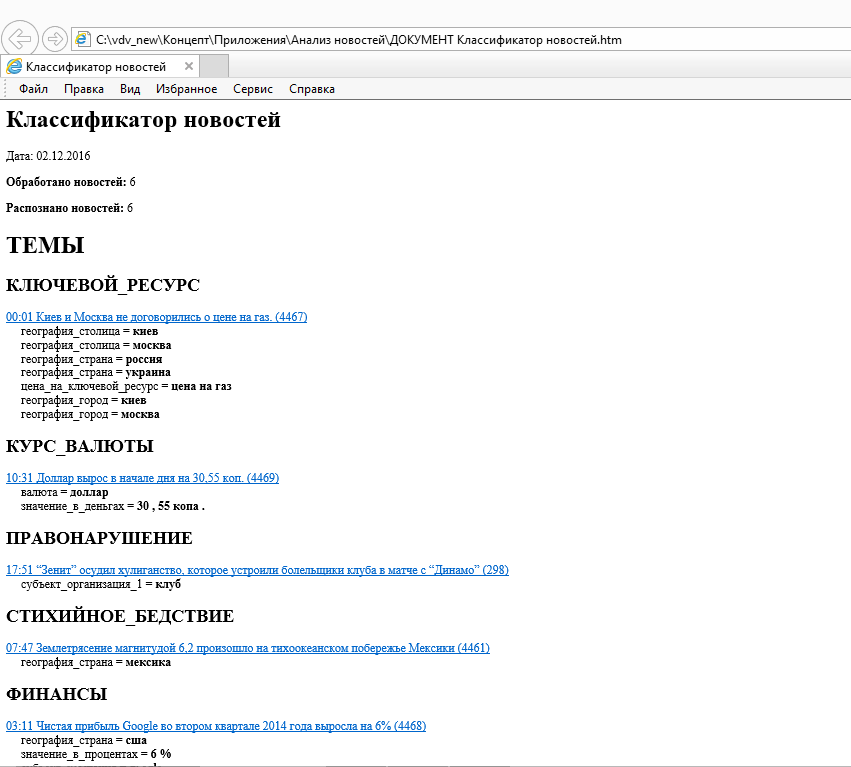 C:\vdv_new\Концепт\Приложения\Анализ новостей\ДОКУМЕНТ Классификатор новостей.htm
Классификатор новостей
Файл Правка Вид Избранное Сервис Справка
Классификатор новостей
Дата: 02.12.2016
Обработано новостей: 6
Распознано новостей: 6
ТЕМЫ
КЛЮЧЕВОЙ_РЕСУРС
00:01 Киев и Москва не договорились о цене на газ. (4467)
география_столица = киев
география_столица = москва
география_страна = россия
география_страна = украина
цена_на_ключевой_ресурс = цена на газ
география_город = киев
география_город = москва
КУРС_ВАЛЮТЫ
10:31 Доллар вырос в начале дня на 30,55 коп. (4469)
валюта = доллар
значение_в_деньгах = 30 , 55 копа .
ПРАВОНАРУШЕНИЕ
17:51 “Зенит” осудил хулиганство, которое устроили болельщики клуба в матче с “Динамо” (298)
субъект_организация_1 = клуб
СТИХИЙНОЕ_БЕДСТВИЕ
07:47 Землетрясение магнитудой 6,2 произошло на тихоокеанском побережье Мексики (4461)
география_страна = мексика
ФИНАНСЫ
03:11 Чистая прибыль Google во втором квартале 2014 года выросла на 6% (4468)
география_страна = сша
значение_в_процентах = 6 %